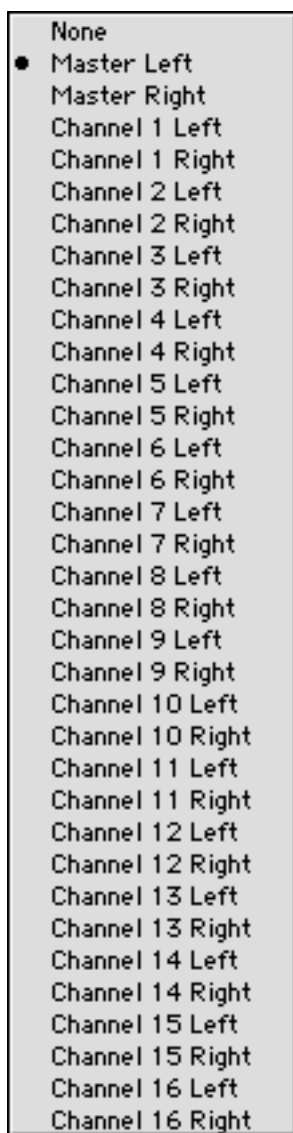 None
Master Left
Master Right
Channel 1 Left
Channel 1 Right
Channel 2 Left
Channel 2 Right
Channel 3 Left
Channel 3 Right
Channel 4 Left
Channel 4 Right
Channel 5 Left
Channel 5 Right
Channel 6 Left
Channel 6 Right
Channel 7 Left
Channel 7 Right
Channel 8 Left
Channel 8 Right
Channel 9 Left
Channel 9 Right
Channel 10 Left
Channel 10 Right
Channel 11 Left
Channel 11 Right
Channel 12 Left
Channel 12 Right
Channel 13 Left
Channel 13 Right
Channel 14 Left
Channel 14 Right
Channel 15 Left
Channel 15 Right
Channel 16 Left
Channel 16 Right